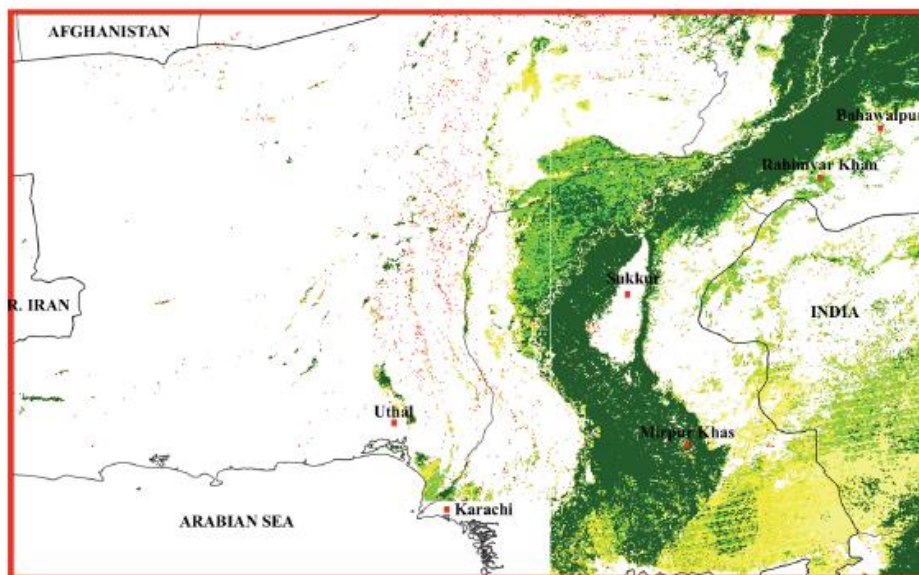 AFGHANISTAN
Bahawalpur
Rahimyar Khan
Sukkur
R. IRAN
INDIA
Uthal
Mirpur Khas
Karachi
ARABIAN SEA